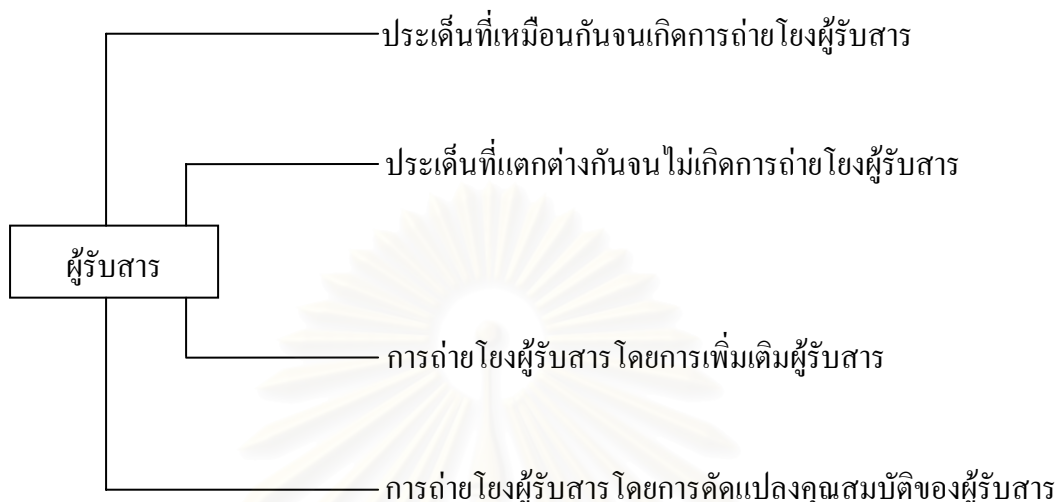 ประเด็นที่เหมือนกันจนเกิดการถ่ายโยงผู้รับสาร
ประเด็นที่แตกต่างกันจนไม่เกิดการถ่ายโยงผู้รับสาร
ผู้รับสาร
การถ่ายโยงผู้รับสารโดยการเพิ่มเติมผู้รับสาร
การถ่ายโยงผู้รับสารโดยการดัดแปลงคุณสมบัติของผู้รับสาร